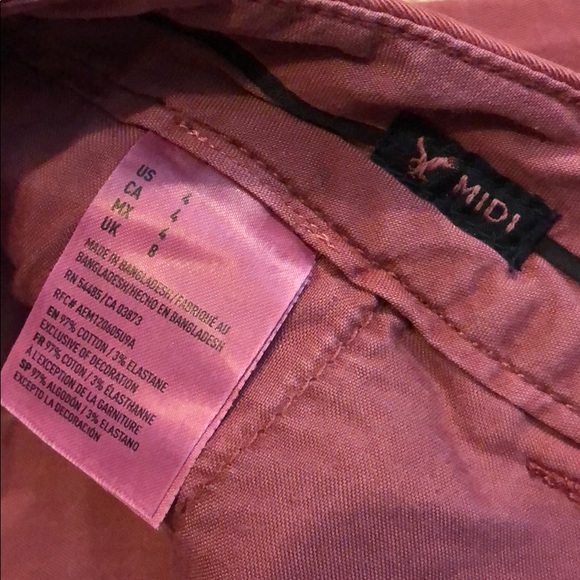 US 4
CA 4
MX 4
UK 8
MADE IN BANGLADESH/FABRIQUÉ AU
BANGLADESH/HECHO EN BANGLADESH
RN 54485/CA 03873
RFC# AEM120605U9A
EN 97% COTTON / 3% ELASTANE
EXCLUSIVE OF DECORATION
FR 97% COTON / 3% ÉLASTHANNE
À L'EXCEPTION DE LA GARNITURE
SP 97% ALGODÓN / 3% ELASTANO
EXCEPTO LA DECORACIÓN
MIDI